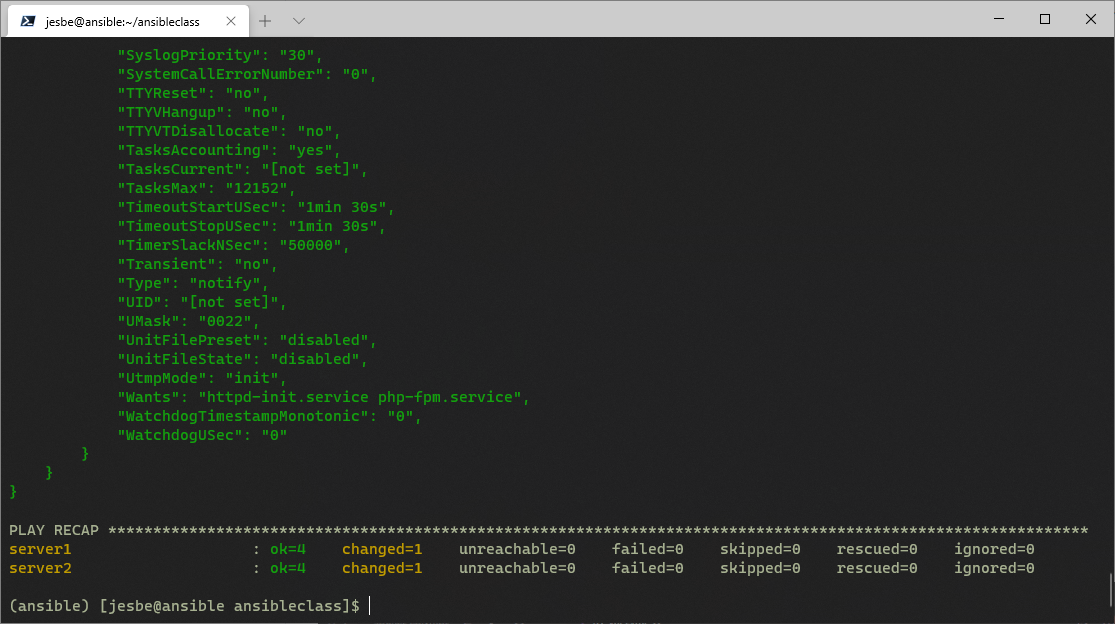 jesbe@ansible:~/ansibleclass
"SyslogPriority": "30",
"SystemCallErrorNumber": "0",
"TTYReset": "no",
"TTYVHangup": "no",
"TTYVTDisallocate": "no",
"TasksAccounting": "yes",
"TasksCurrent": "[not set]",
"TasksMax": "12152",
"TimeoutStartUSec": "1min 30s",
"TimeoutStopUSec": "1min 30s",
"TimerSlackNSec": "50000",
"Transient": "no",
"Type": "notify",
"UID": "[not set]",
"UMask": "0022",
"UnitFilePreset": "disabled",
"UnitFileState": "disabled",
"UtmpMode": "init",
"Wants": "httpd-init.service php-fpm.service",
"WatchdogTimestampMonotonic": "0",
"WatchdogUSec": "0"
}
}
}
PLAY RECAP *************************************************************************************************************
server1 : ok=4 changed=1 unreachable=0 failed=0 skipped=0 rescued=0 ignored=0
server2 : ok=4 changed=1 unreachable=0 failed=0 skipped=0 rescued=0 ignored=0
(ansible) [jesbe@ansible ansibleclass]$